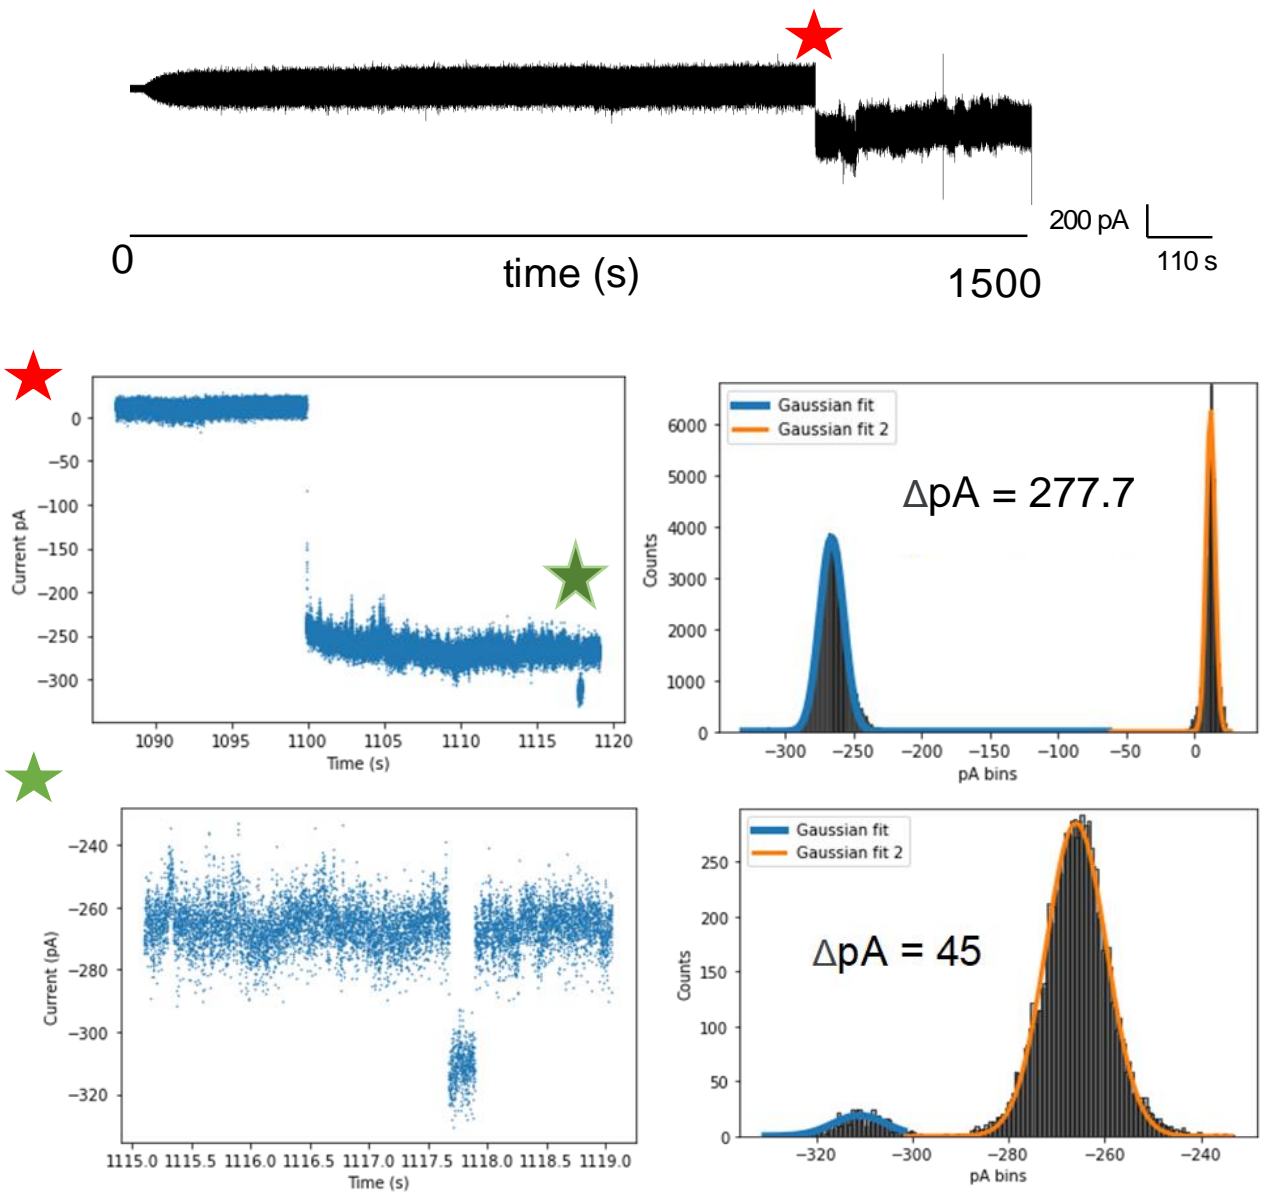 200 pA
110 s
0
time (s)
1500
0
−50
−100
−150
−200
−250
−300
Current pA
1090 1095 1100 1105 1110 1115 1120
Time (s)
Gaussian fit
Gaussian fit 2
ΔpA = 277.7
6000
5000
4000
3000
2000
1000
0
Counts
−300 −250 −200 −150 −100 −50 0
pA bins
−240
−260
−280
−300
−320
Current (pA)
1115.0 1115.5 1116.0 1116.5 1117.0 1117.5 1118.0 1118.5 1119.0
Time (s)
Gaussian fit
Gaussian fit 2
ΔpA = 45
250
200
150
100
50
0
Counts
−320 −300 −280 −260 −240
pA bins